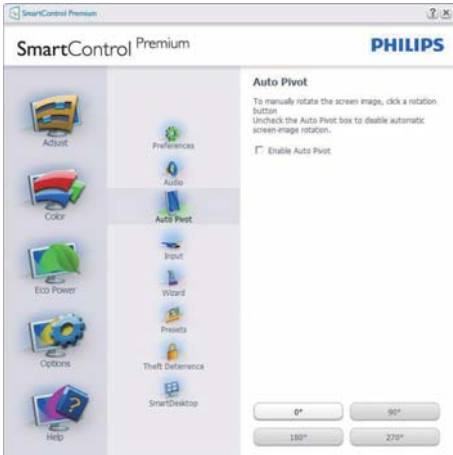 SmartControl Premium
SmartControl Premium
PHILIPS
Adjust
Color
Eco Power
Options
Help
Preferences
Audio
Auto Pivot
Input
Wizard
Presets
Theft Deterrence
SmartDesktop
Auto Pivot
To manually rotate the screen image, click a rotation
button
Uncheck the Auto Pivot box to disable automatic
screen-image rotation.
Enable Auto Pivot
0°
90°
180°
270°